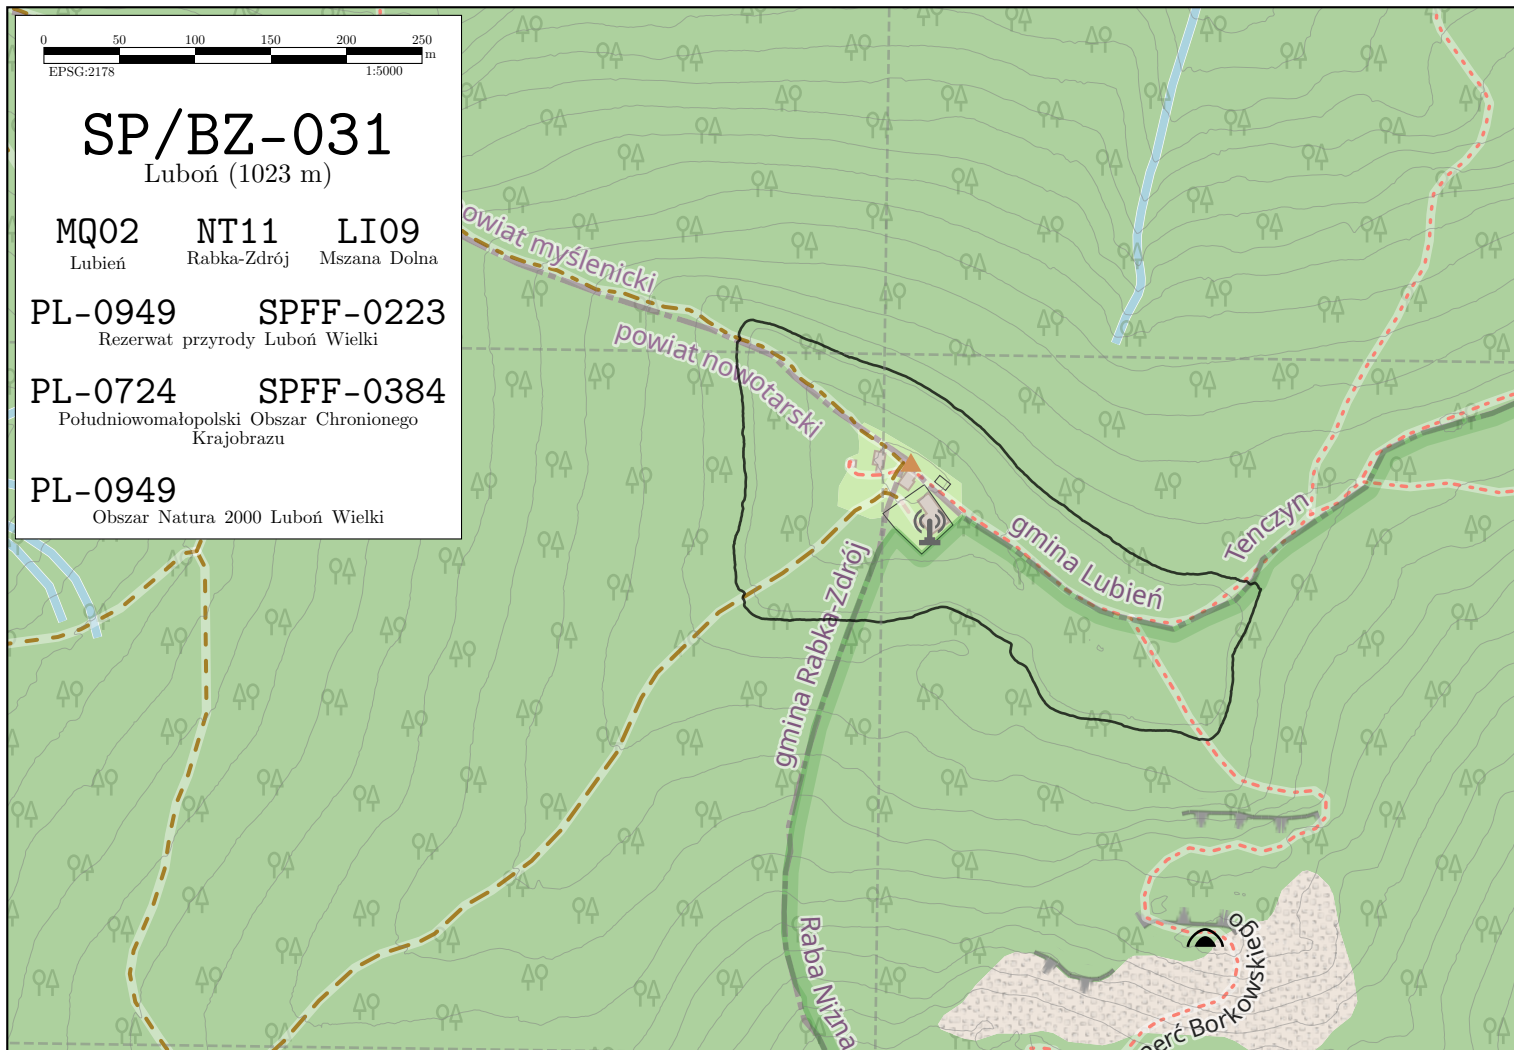 0 50 100 150 200 250
m
EPSG:2178 1:5000
SP/BZ-031
Luboń (1023 m)
MQ02 NT11 LI09
Lubień Rabka-Zdrój Mszana Dolna
PL-0949 SPFF-0223
Rezerwat przyrody Luboń Wielki
PL-0724 SPFF-0384
Południowomałopolski Obszar Chronionego
Krajobrazu
PL-0949
Obszar Natura 2000 Luboń Wielki
owiat myślenicki
powiat nowotarski
gmina Lubień
Tenczyn
gmina Rabka-Zdrój
Raba Niżna
perć Borkowskiego